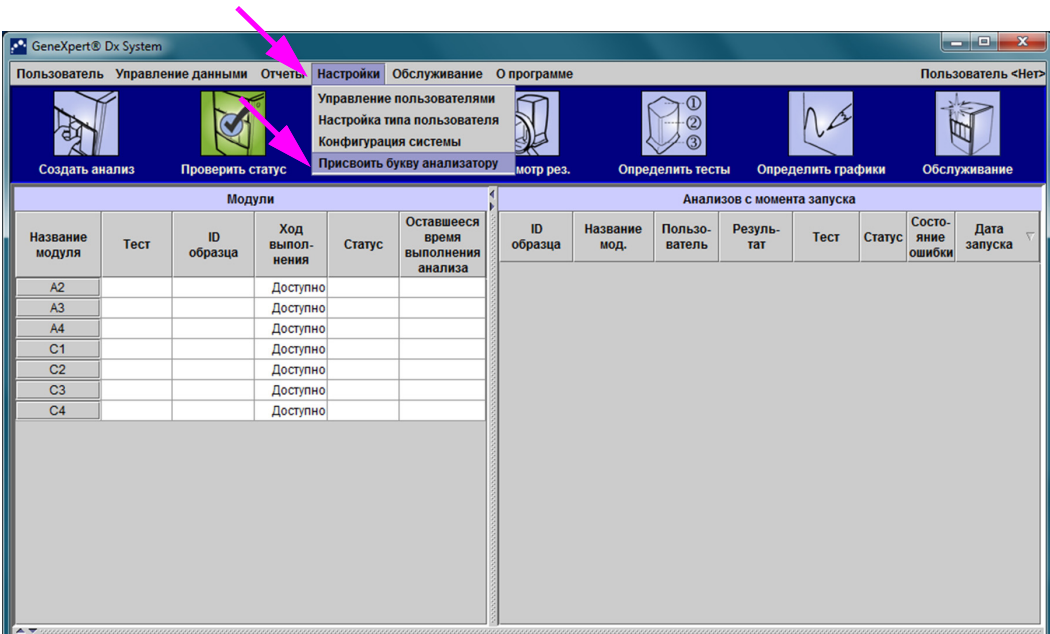 GeneXpert® Dx System
Пользователь Управление данными Отчеты Настройки Обслуживание О программе Пользователь <Нет>
Управление пользователями
Настройка типа пользователя
Конфигурация системы
Присвоить букву анализатору
Создать анализ Проверить статус мотр рез. Определить тесты Определить графики Обслуживание
Модули
Название модуля Тест ID образца Ход выпол-нения Статус Оставшееся время выполнения анализа
A2 Доступно
A3 Доступно
A4 Доступно
C1 Доступно
C2 Доступно
C3 Доступно
C4 Доступно
Анализов с момента запуска
ID образца Название мод. Пользо-ватель Резуль-тат Тест Статус Состо-яние ошибки Дата запуска
① ② ③